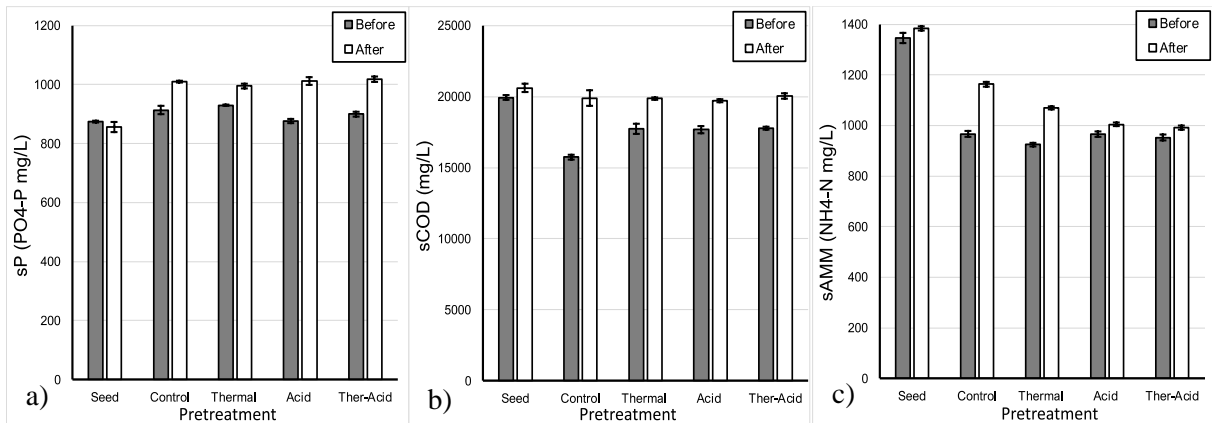 1200
1000
800
600
400
200
0
sP (PO4-P mg/L)
Before
After
Seed Control Thermal Acid Ther-Acid
Pretreatment
a)
25000
20000
15000
10000
5000
0
sCOD (mg/L)
Before
After
Seed Control Thermal Acid Ther-Acid
Pretreatment
b)
1400
1200
1000
800
600
400
200
0
sAMM (NH4-N mg/L)
Before
After
Seed Control Thermal Acid Ther-Acid
Pretreatment
c)